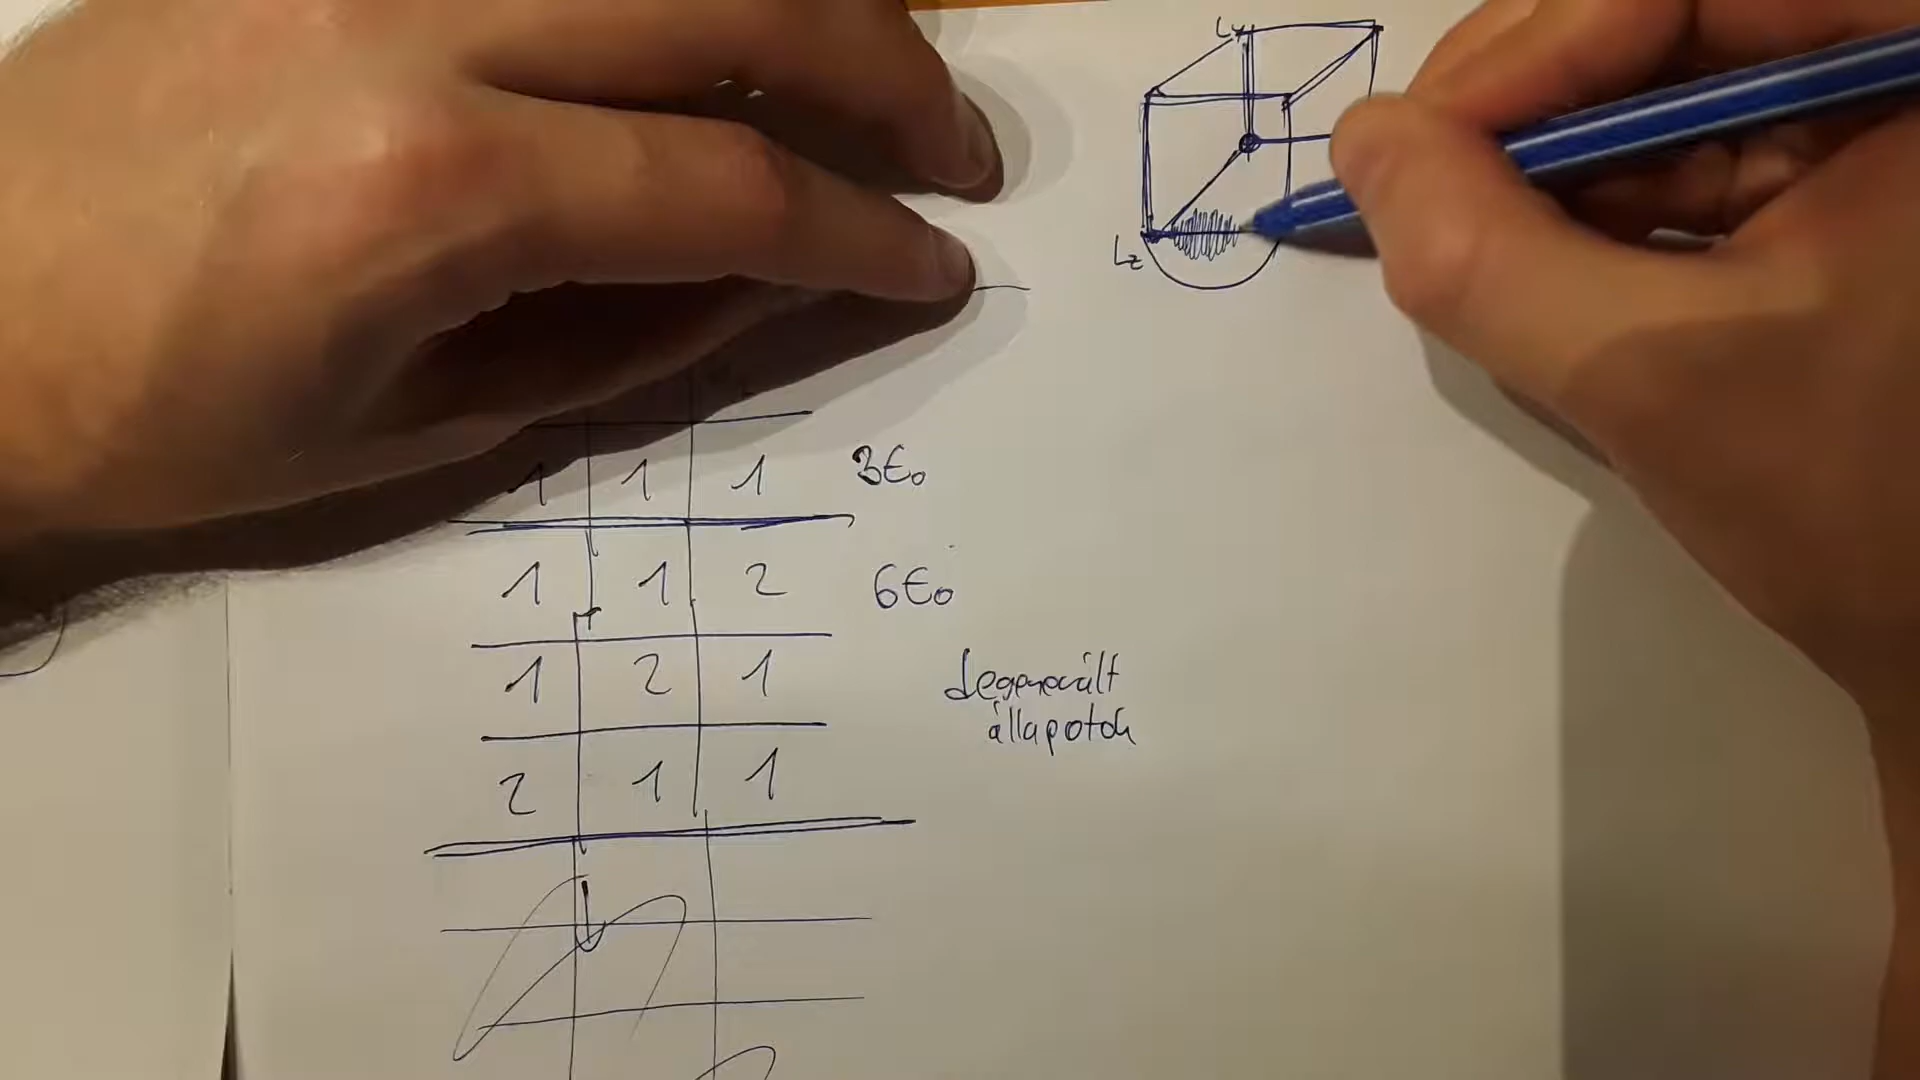 Ly
Lz
1 1 1 3E₀
1 1 2 6E₀
1 2 1 degenerált
állapotok
2 1 1